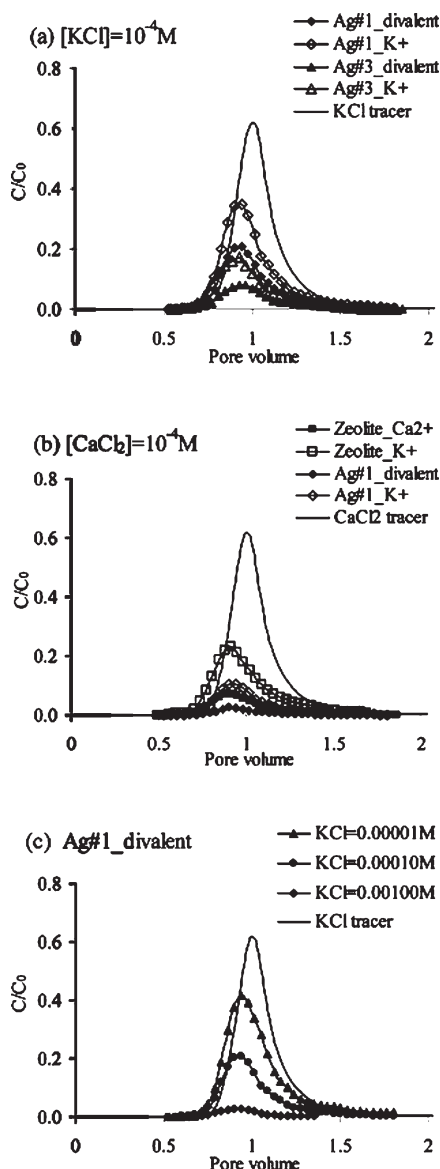 (a) [KCl]=10⁻⁴M
Ag#1_divalent
Ag#1_K+
Ag#3_divalent
Ag#3_K+
KCl tracer
C/C₀
0.8
0.6
0.4
0.2
0.0
0 0.5 1 1.5 2
Pore volume
(b) [CaCl₂]=10⁻⁴M
Zeolite_Ca2+
Zeolite_K+
Ag#1_divalent
Ag#1_K+
CaCl2 tracer
C/C₀
0.8
0.6
0.4
0.2
0.0
0 0.5 1 1.5 2
Pore volume
(c) Ag#1_divalent
KCl=0.00001M
KCl=0.00010M
KCl=0.00100M
KCl tracer
C/C₀
0.8
0.6
0.4
0.2
0.0
0 0.5 1 1.5 2
Pore volume